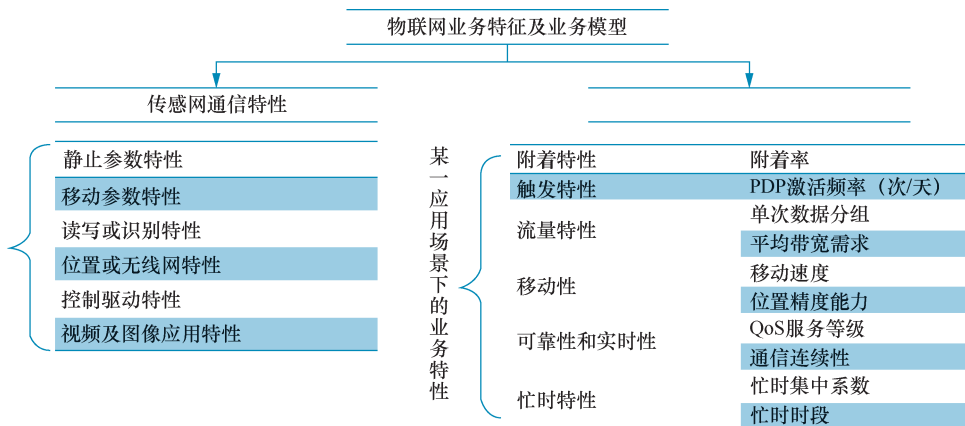 物联网业务特征及业务模型
传感网通信特性
静止参数特性
移动参数特性
读写或识别特性
位置或无线网特性
控制驱动特性
视频及图像应用特性
某一应用场景下的业务特性
附着特性 附着率
触发特性 PDP激活频率（次/天）
流量特性 单次数据分组
平均带宽需求
移动性 移动速度
位置精度能力
可靠性和实时性 QoS服务等级
通信连续性
忙时特性 忙时集中系数
忙时时段